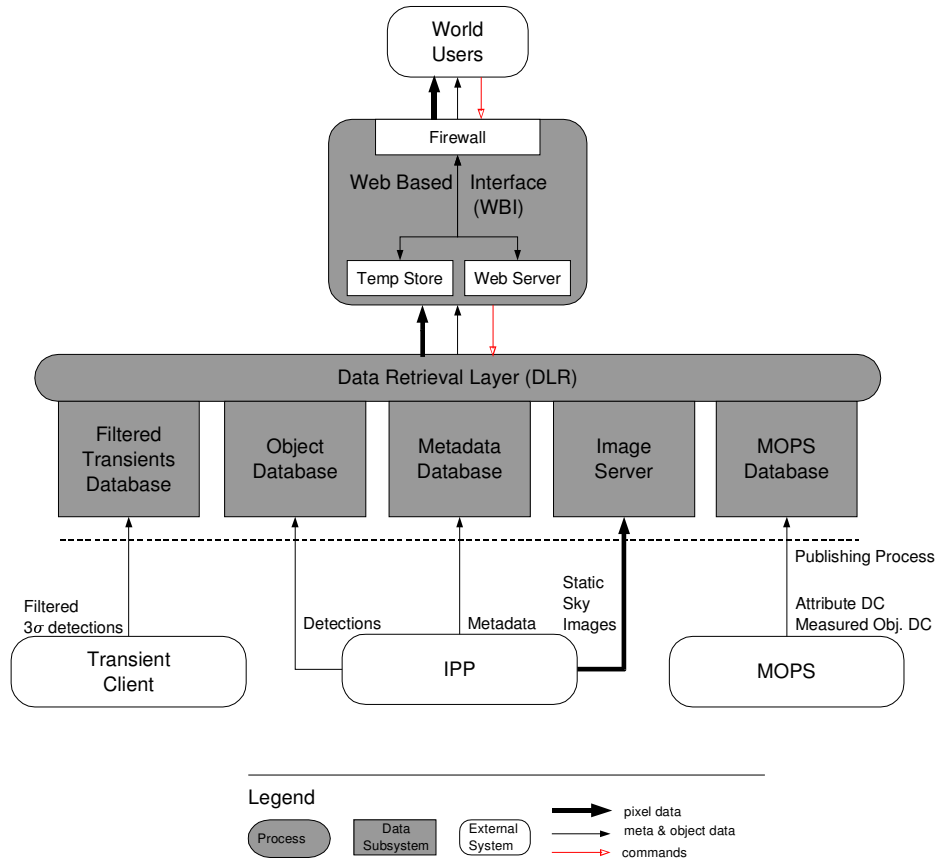 World
Users
Firewall
Web Based Interface
(WBI)
Temp Store
Web Server
Data Retrieval Layer (DLR)
Filtered
Transients
Database
Object
Database
Metadata
Database
Image
Server
MOPS
Database
Publishing Process
Filtered
3σ detections
Detections
Metadata
Static
Sky
Images
Attribute DC
Measured Obj. DC
Transient
Client
IPP
MOPS
Legend
Process
Data
Subsystem
External
System
pixel data
meta & object data
commands